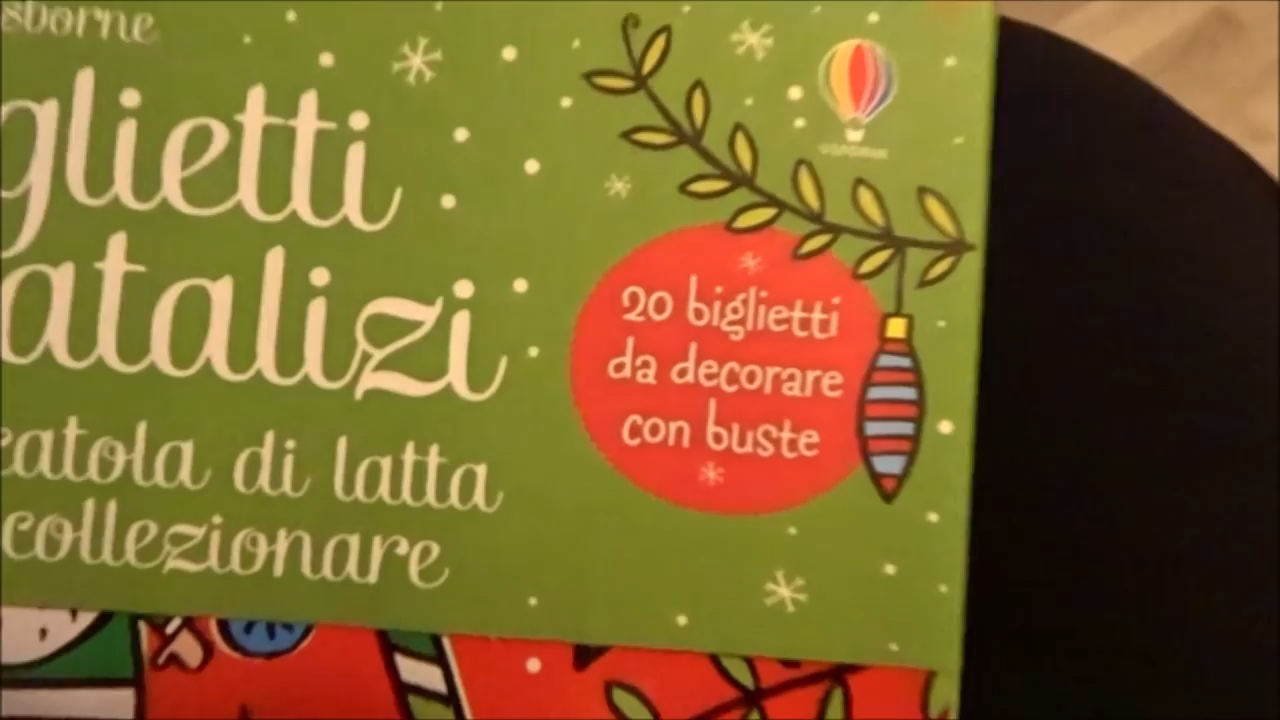 sborne
glietti
atalizi
catola di latta
collezionare
20 biglietti
da decorare
con buste